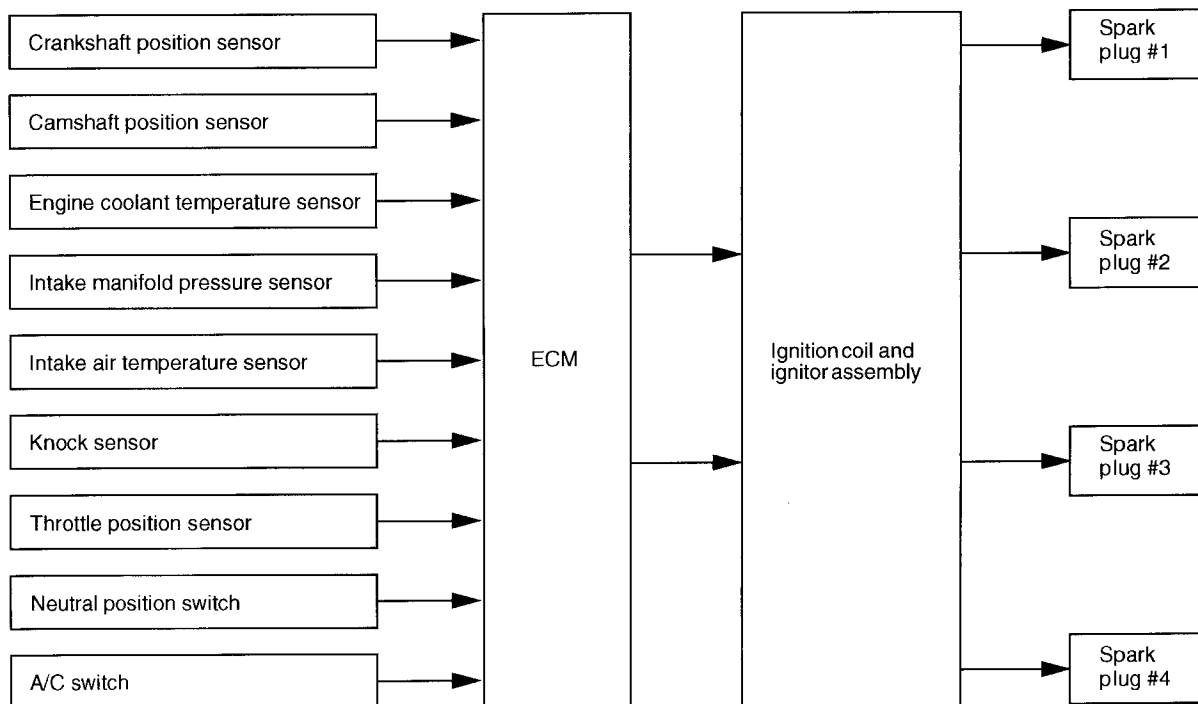 Crankshaft position sensor
Camshaft position sensor
Engine coolant temperature sensor
Intake manifold pressure sensor
Intake air temperature sensor
Knock sensor
Throttle position sensor
Neutral position switch
A/C switch
ECM
Ignition coil and
ignitor assembly
Spark
plug #1
Spark
plug #2
Spark
plug #3
Spark
plug #4